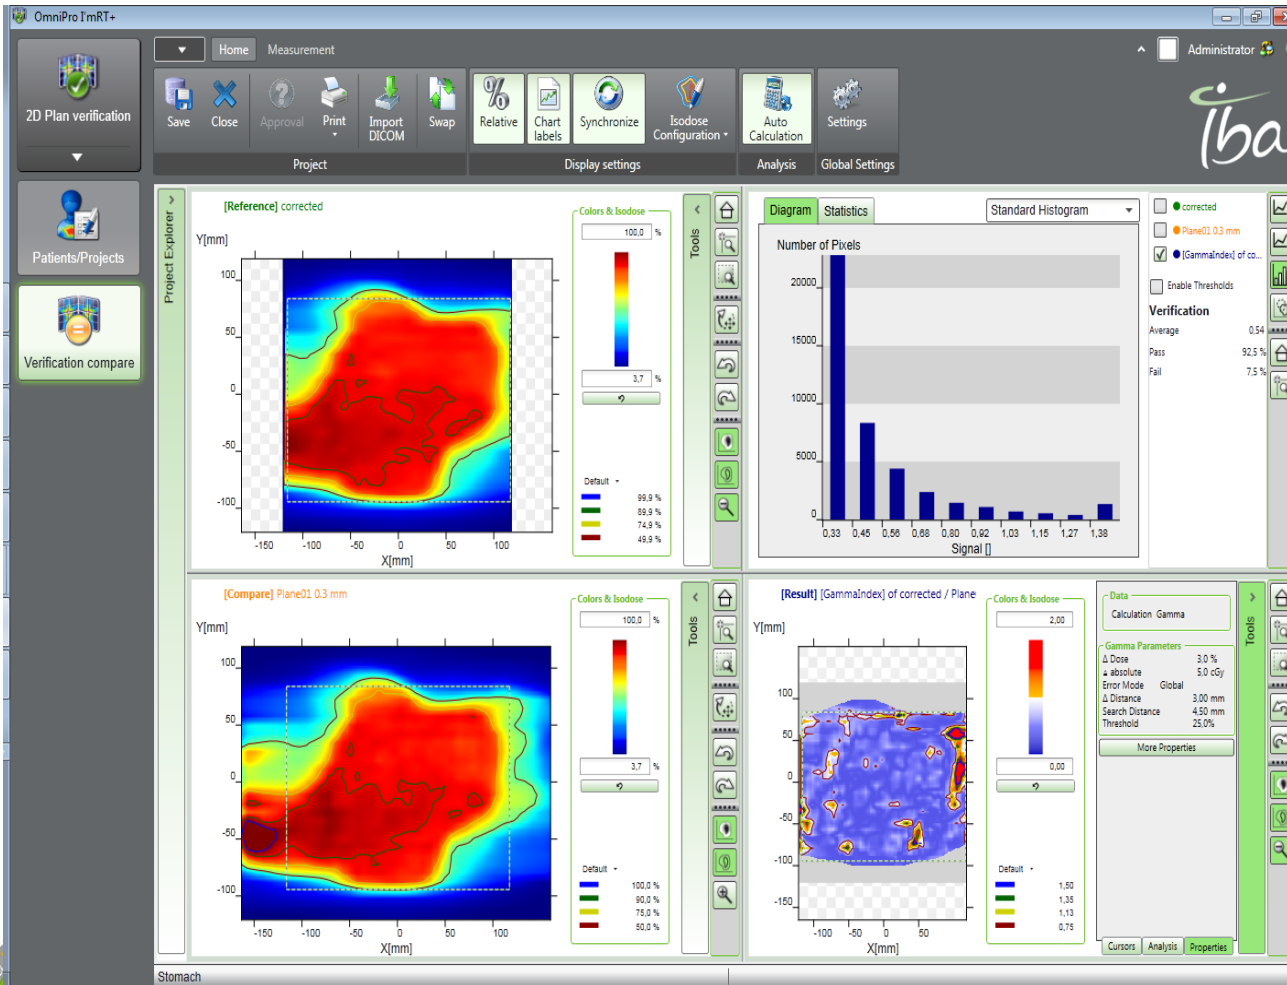 OmniPro I'mRT+
2D Plan verification
Patients/Projects
Verification compare
Home Measurement
Administrator
Save Close Approval Print Import DICOM Swap
Relative Chart labels Synchronize Isodose Configuration
Auto Calculation Settings
Project Display settings Analysis Global Settings
iba
Project Explorer
[Reference] corrected
Y[mm]
100
50
0
-50
-100
-150 -100 -50 0 50 100
X[mm]
Colors & Isodose
100,0 %
3,7 %
Default
99,9 %
89,9 %
74,9 %
49,9 %
Tools
Diagram Statistics Standard Histogram
Number of Pixels
20000
15000
10000
5000
0
0,33 0,45 0,56 0,68 0,80 0,92 1,03 1,15 1,27 1,38
Signal []
corrected
Plane01 0.3 mm
[GammaIndex] of co...
Enable Thresholds
Verification
Average 0,54
Pass 92,5 %
Fail 7,5 %
[Compare] Plane01 0.3 mm
Y[mm]
100
50
0
-50
-100
-150 -100 -50 0 50 100
X[mm]
Colors & Isodose
100,0 %
3,7 %
Default
100,0 %
90,0 %
75,0 %
50,0 %
Tools
[Result] [GammaIndex] of corrected / Plane
Y[mm]
100
50
0
-50
-100
-150
-100 -50 0 50
X[mm]
Colors & Isodose
2,00
0,00
Default
1,50
1,35
1,13
0,75
Data
Calculation Gamma
Gamma Parameters
Δ Dose 3,0 %
absolute 5,0 cGy
Error Mode Global
Δ Distance 3,00 mm
Search Distance 4,50 mm
Threshold 25,0%
More Properties
Cursors Analysis Properties
Tools
Stomach